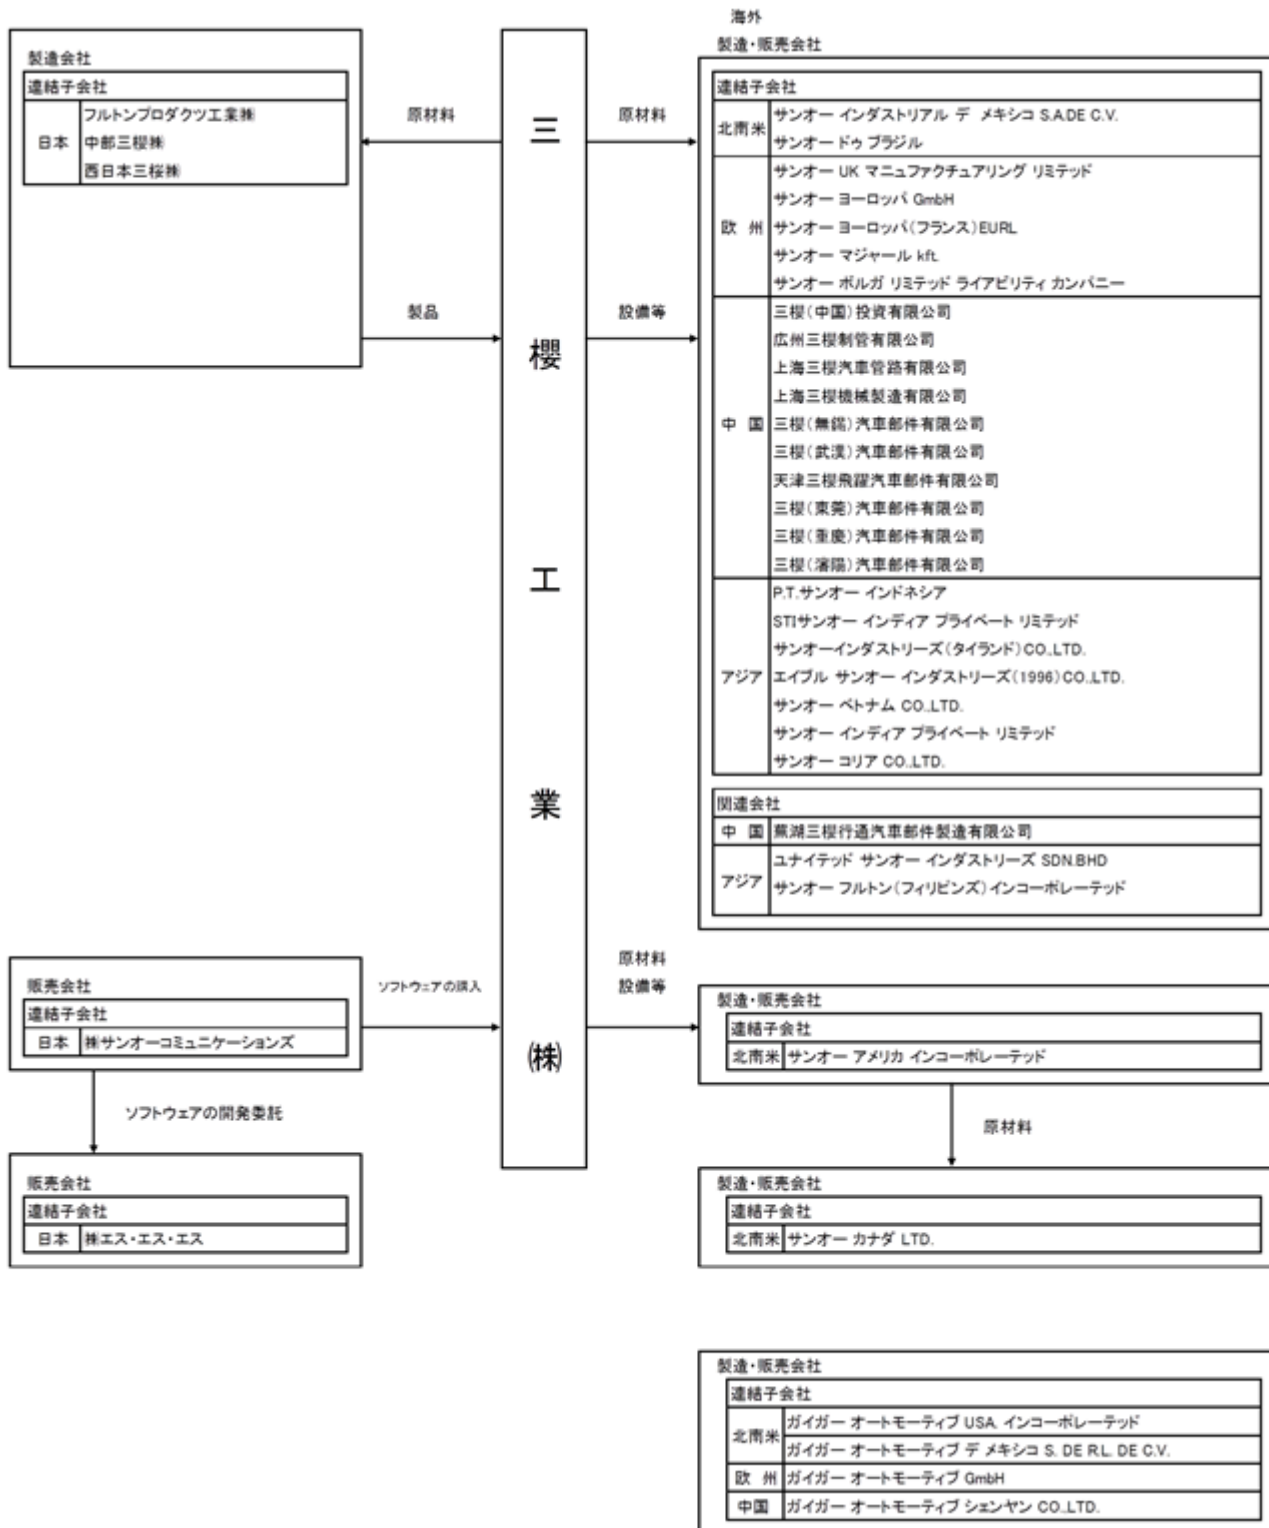 海外
製造・販売会社
製造会社
連結子会社
日本
フルトンプロダクツ工業㈱
中部三櫻㈱
西日本三桜㈱
原材料
製品
三櫻工業㈱
原材料
設備等
連結子会社
北南米
サンオー インダストリアル デ メキシコ S.A.DE C.V.
サンオー ドゥ ブラジル
欧 州
サンオー UK マニュファクチュアリング リミテッド
サンオー ヨーロッパ GmbH
サンオー ヨーロッパ(フランス)EURL
サンオー マジャール kft.
サンオー ボルガ リミテッド ライアビリティ カンパニー
中 国
三櫻(中国)投資有限公司
広州三櫻制管有限公司
上海三櫻汽車管路有限公司
上海三櫻機械製造有限公司
三櫻(無錫)汽車部件有限公司
三櫻(武漢)汽車部件有限公司
天津三櫻飛躍汽車部件有限公司
三櫻(東莞)汽車部件有限公司
三櫻(重慶)汽車部件有限公司
三櫻(瀋陽)汽車部件有限公司
アジア
P.T.サンオー インドネシア
STIサンオー インディア プライベート リミテッド
サンオーインダストリーズ(タイランド)CO.,LTD.
エイブル サンオー インダストリーズ(1996)CO.,LTD.
サンオー ベトナム CO.,LTD.
サンオー インディア プライベート リミテッド
サンオー コリア CO.,LTD.
関連会社
中 国
蕪湖三櫻行通汽車部件製造有限公司
アジア
ユナイテッド サンオー インダストリーズ SDN.BHD
サンオー フルトン(フィリピンズ)インコーポレーテッド
販売会社
連結子会社
日本
㈱サンオーコミュニケーションズ
ソフトウェアの購入
ソフトウェアの開発委託
販売会社
連結子会社
日本
㈱エス・エス・エス
原材料
設備等
製造・販売会社
連結子会社
北南米
サンオー アメリカ インコーポレーテッド
原材料
製造・販売会社
連結子会社
北南米
サンオー カナダ LTD.
製造・販売会社
連結子会社
北南米
ガイガー オートモーティブ USA. インコーポレーテッド
ガイガー オートモーティブ デ メキシコ S. DE R.L. DE C.V.
欧 州
ガイガー オートモーティブ GmbH
中国
ガイガー オートモーティブ シェンヤン CO.,LTD.